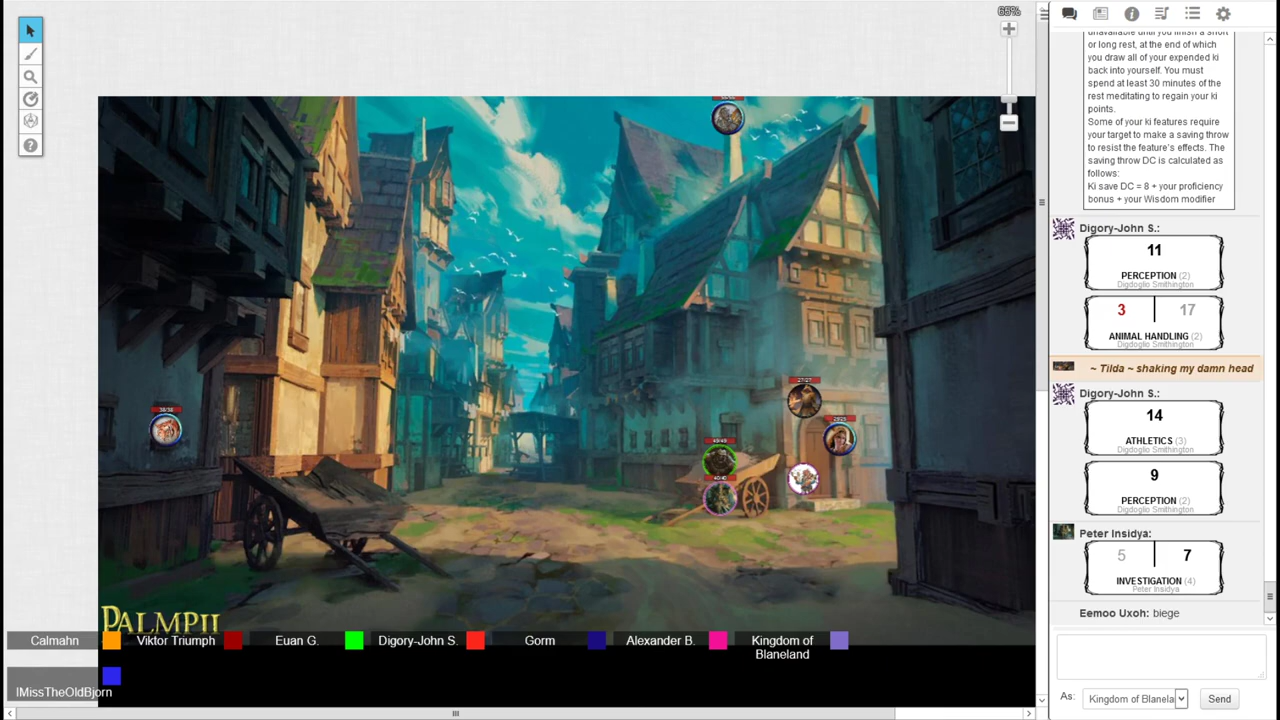 65%
unavailable until you finish a short
or long rest, at the end of which
you draw all of your expended ki
back into yourself. You must
spend at least 30 minutes of the
rest meditating to regain your ki
points.
Some of your ki features require
your target to make a saving throw
to resist the feature's effects. The
saving throw DC is calculated as
follows:
Ki save DC = 8 + your proficiency
bonus + your Wisdom modifier
Digory-John S.:
11
PERCEPTION (2)
Digdoglio Smithington
3 17
ANIMAL HANDLING (2)
Digdoglio Smithington
~ Tilda ~ shaking my damn head
Digory-John S.:
14
ATHLETICS (3)
Digdoglio Smithington
9
PERCEPTION (2)
Digdoglio Smithington
Peter Insidya:
5 7
INVESTIGATION (4)
Peter Insidya
Eemoo Uxoh: biege
As: Kingdom of Blanela
Send
27/27
38/38
PALMPII
Calmahn
Viktor Triumph
Euan G.
Digory-John S.
Gorm
Alexander B.
Kingdom of
Blaneland
IMissTheOldBjorn